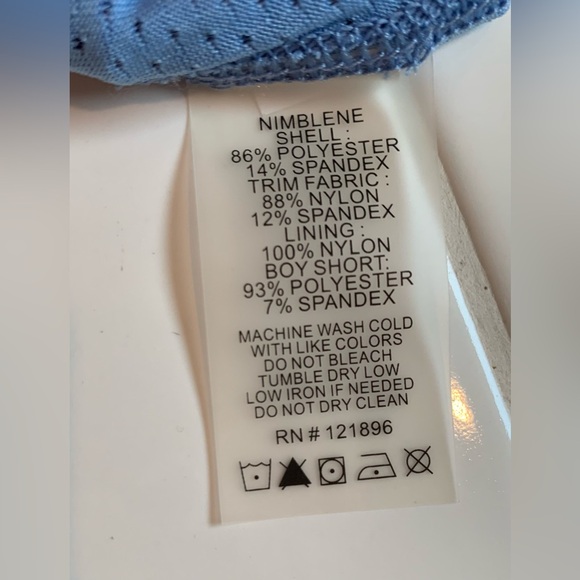 NIMBLENE
SHELL :
86% POLYESTER
14% SPANDEX
TRIM FABRIC :
88% NYLON
12% SPANDEX
LINING :
100% NYLON
BOY SHORT:
93% POLYESTER
7% SPANDEX
MACHINE WASH COLD
WITH LIKE COLORS
DO NOT BLEACH
TUMBLE DRY LOW
LOW IRON IF NEEDED
DO NOT DRY CLEAN
RN # 121896